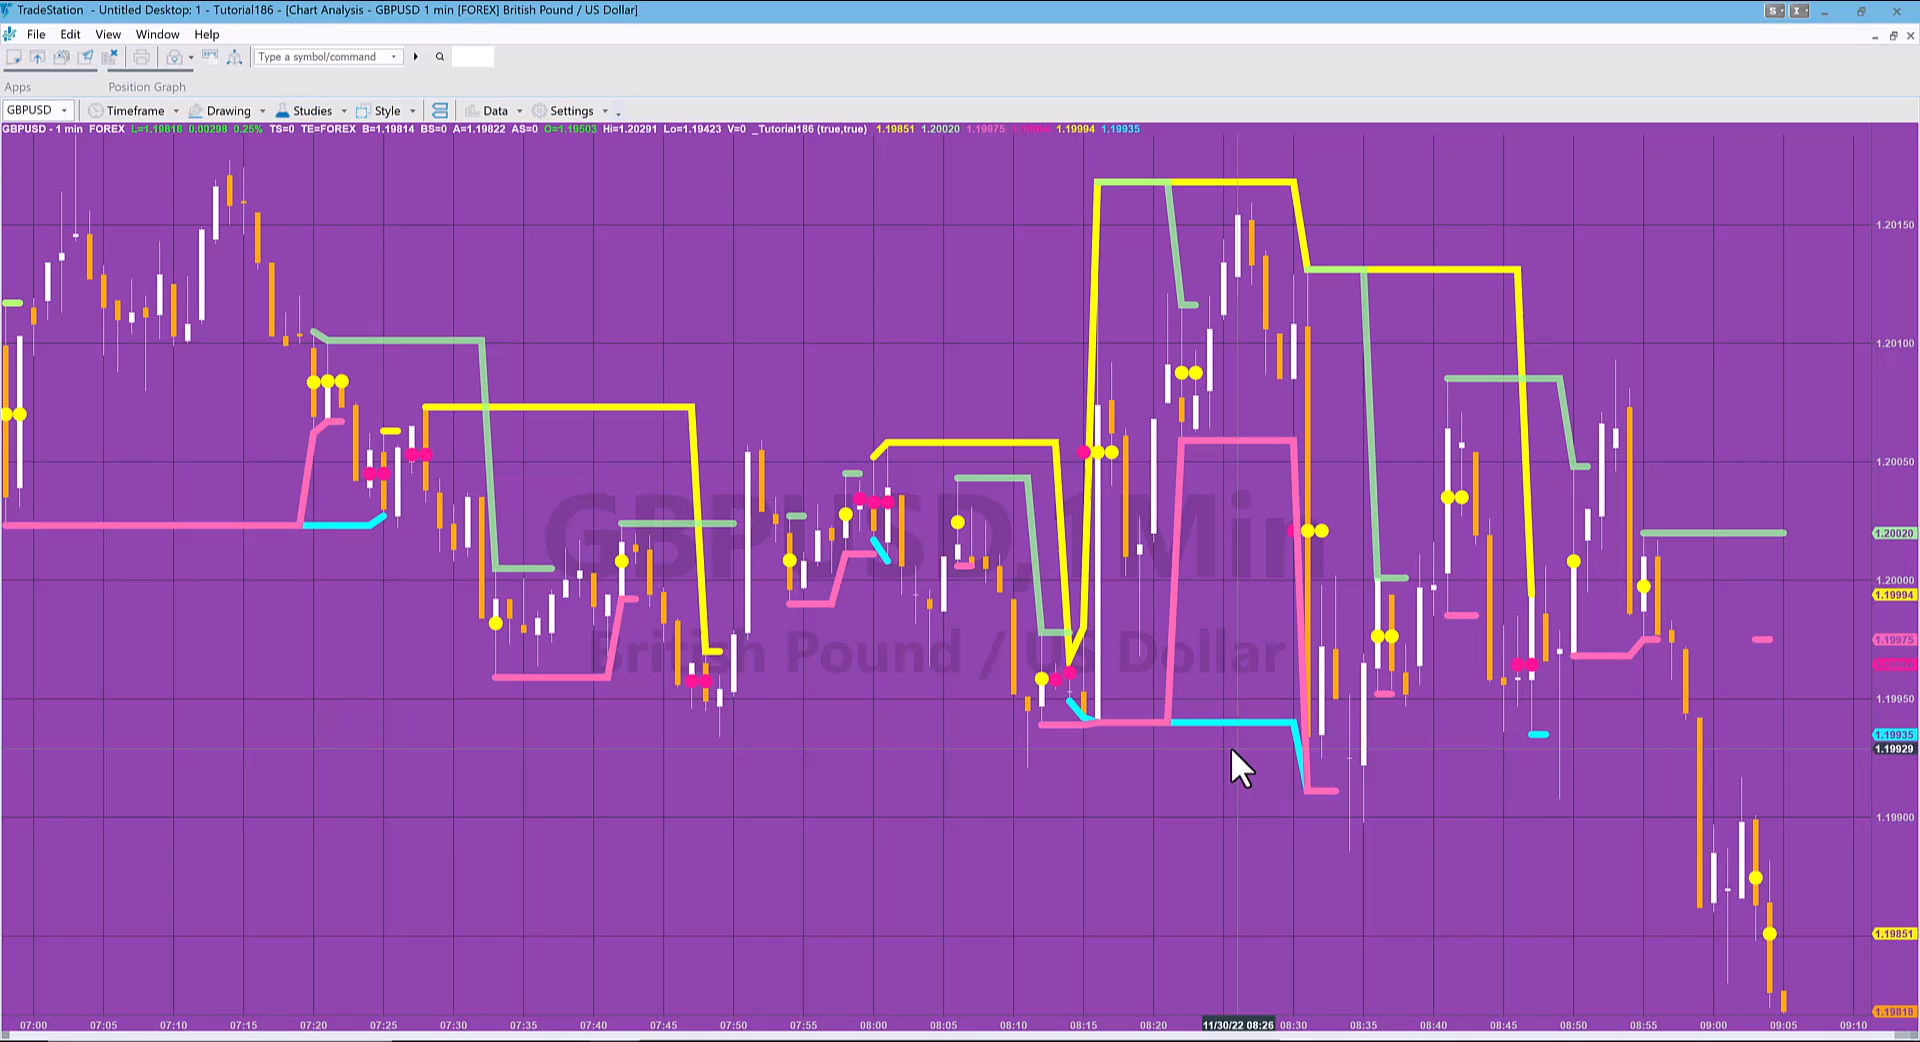 TradeStation - Untitled Desktop: 1 - Tutorial186 - [Chart Analysis - GBPUSD 1 min [FOREX] British Pound / US Dollar]
S I
File Edit View Window Help
Type a symbol/command
Apps Position Graph
GBPUSD Timeframe Drawing Studies Style Data Settings
GBPUSD - 1 min FOREX L=1.19818 0.00298 0.25% TS=0 TE=FOREX B=1.19814 BS=0 A=1.19822 AS=0 O=1.19503 Hi=1.20291 Lo=1.19423 V=0 _Tutorial186 (true,true) 1.19851 1.20020 1.19975 1.19994 1.19935
GBPUSD,1Min
British Pound / US Dollar
1.20150
1.20100
1.20050
1.20020
1.20000
1.19994
1.19975
1.19950
1.19935
1.19929
1.19900
1.19851
1.19818
07:00 07:05 07:10 07:15 07:20 07:25 07:30 07:35 07:40 07:45 07:50 07:55 08:00 08:05 08:10 08:15 08:20 11/30/22 08:26 08:30 08:35 08:40 08:45 08:50 08:55 09:00 09:05 09:10